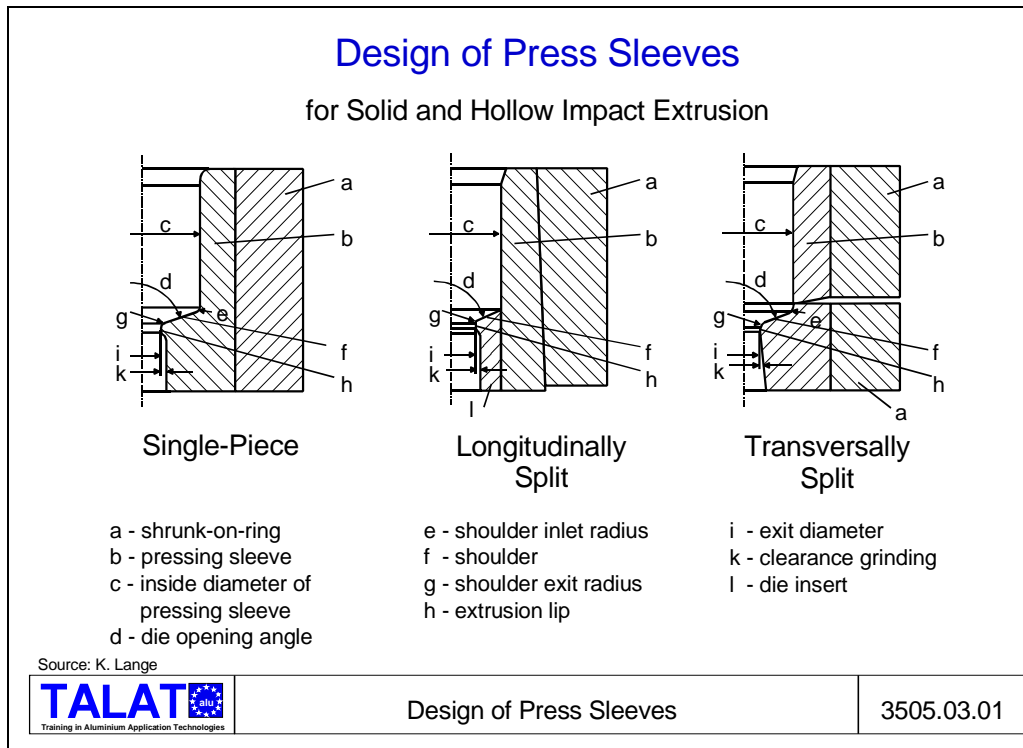 Design of Press Sleeves
for Solid and Hollow Impact Extrusion
a
b
c
d
e
f
g
h
i
k
a
b
c
d
f
g
h
i
k
l
a
b
c
d
e
f
g
h
i
k
a
Single-Piece
Longitudinally
Split
Transversally
Split
a - shrunk-on-ring
b - pressing sleeve
c - inside diameter of
pressing sleeve
d - die opening angle
e - shoulder inlet radius
f - shoulder
g - shoulder exit radius
h - extrusion lip
i - exit diameter
k - clearance grinding
l - die insert
Source: K. Lange
TALAT
alu
Training in Aluminium Application Technologies
Design of Press Sleeves
3505.03.01